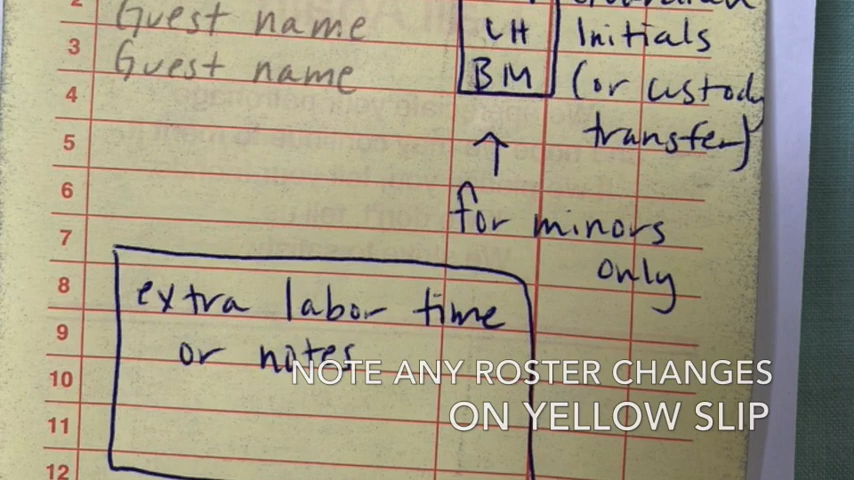 2
Guest name
LH Initials
3
Guest name
BM (or custody
4
transfer)
5
6
for minors
7
only
8
extra labor time
9
or notes
NOTE ANY ROSTER CHANGES
10
ON YELLOW SLIP
11
12